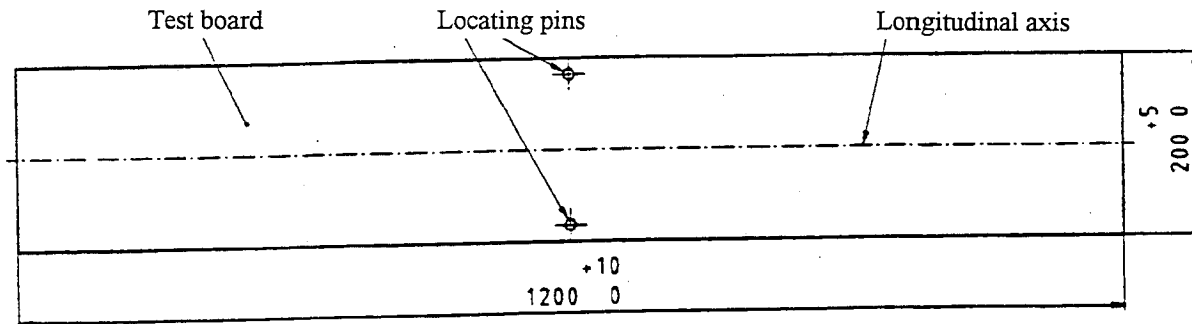 Test board
Locating pins
Longitudinal axis
+5
200 0
+10
1200 0